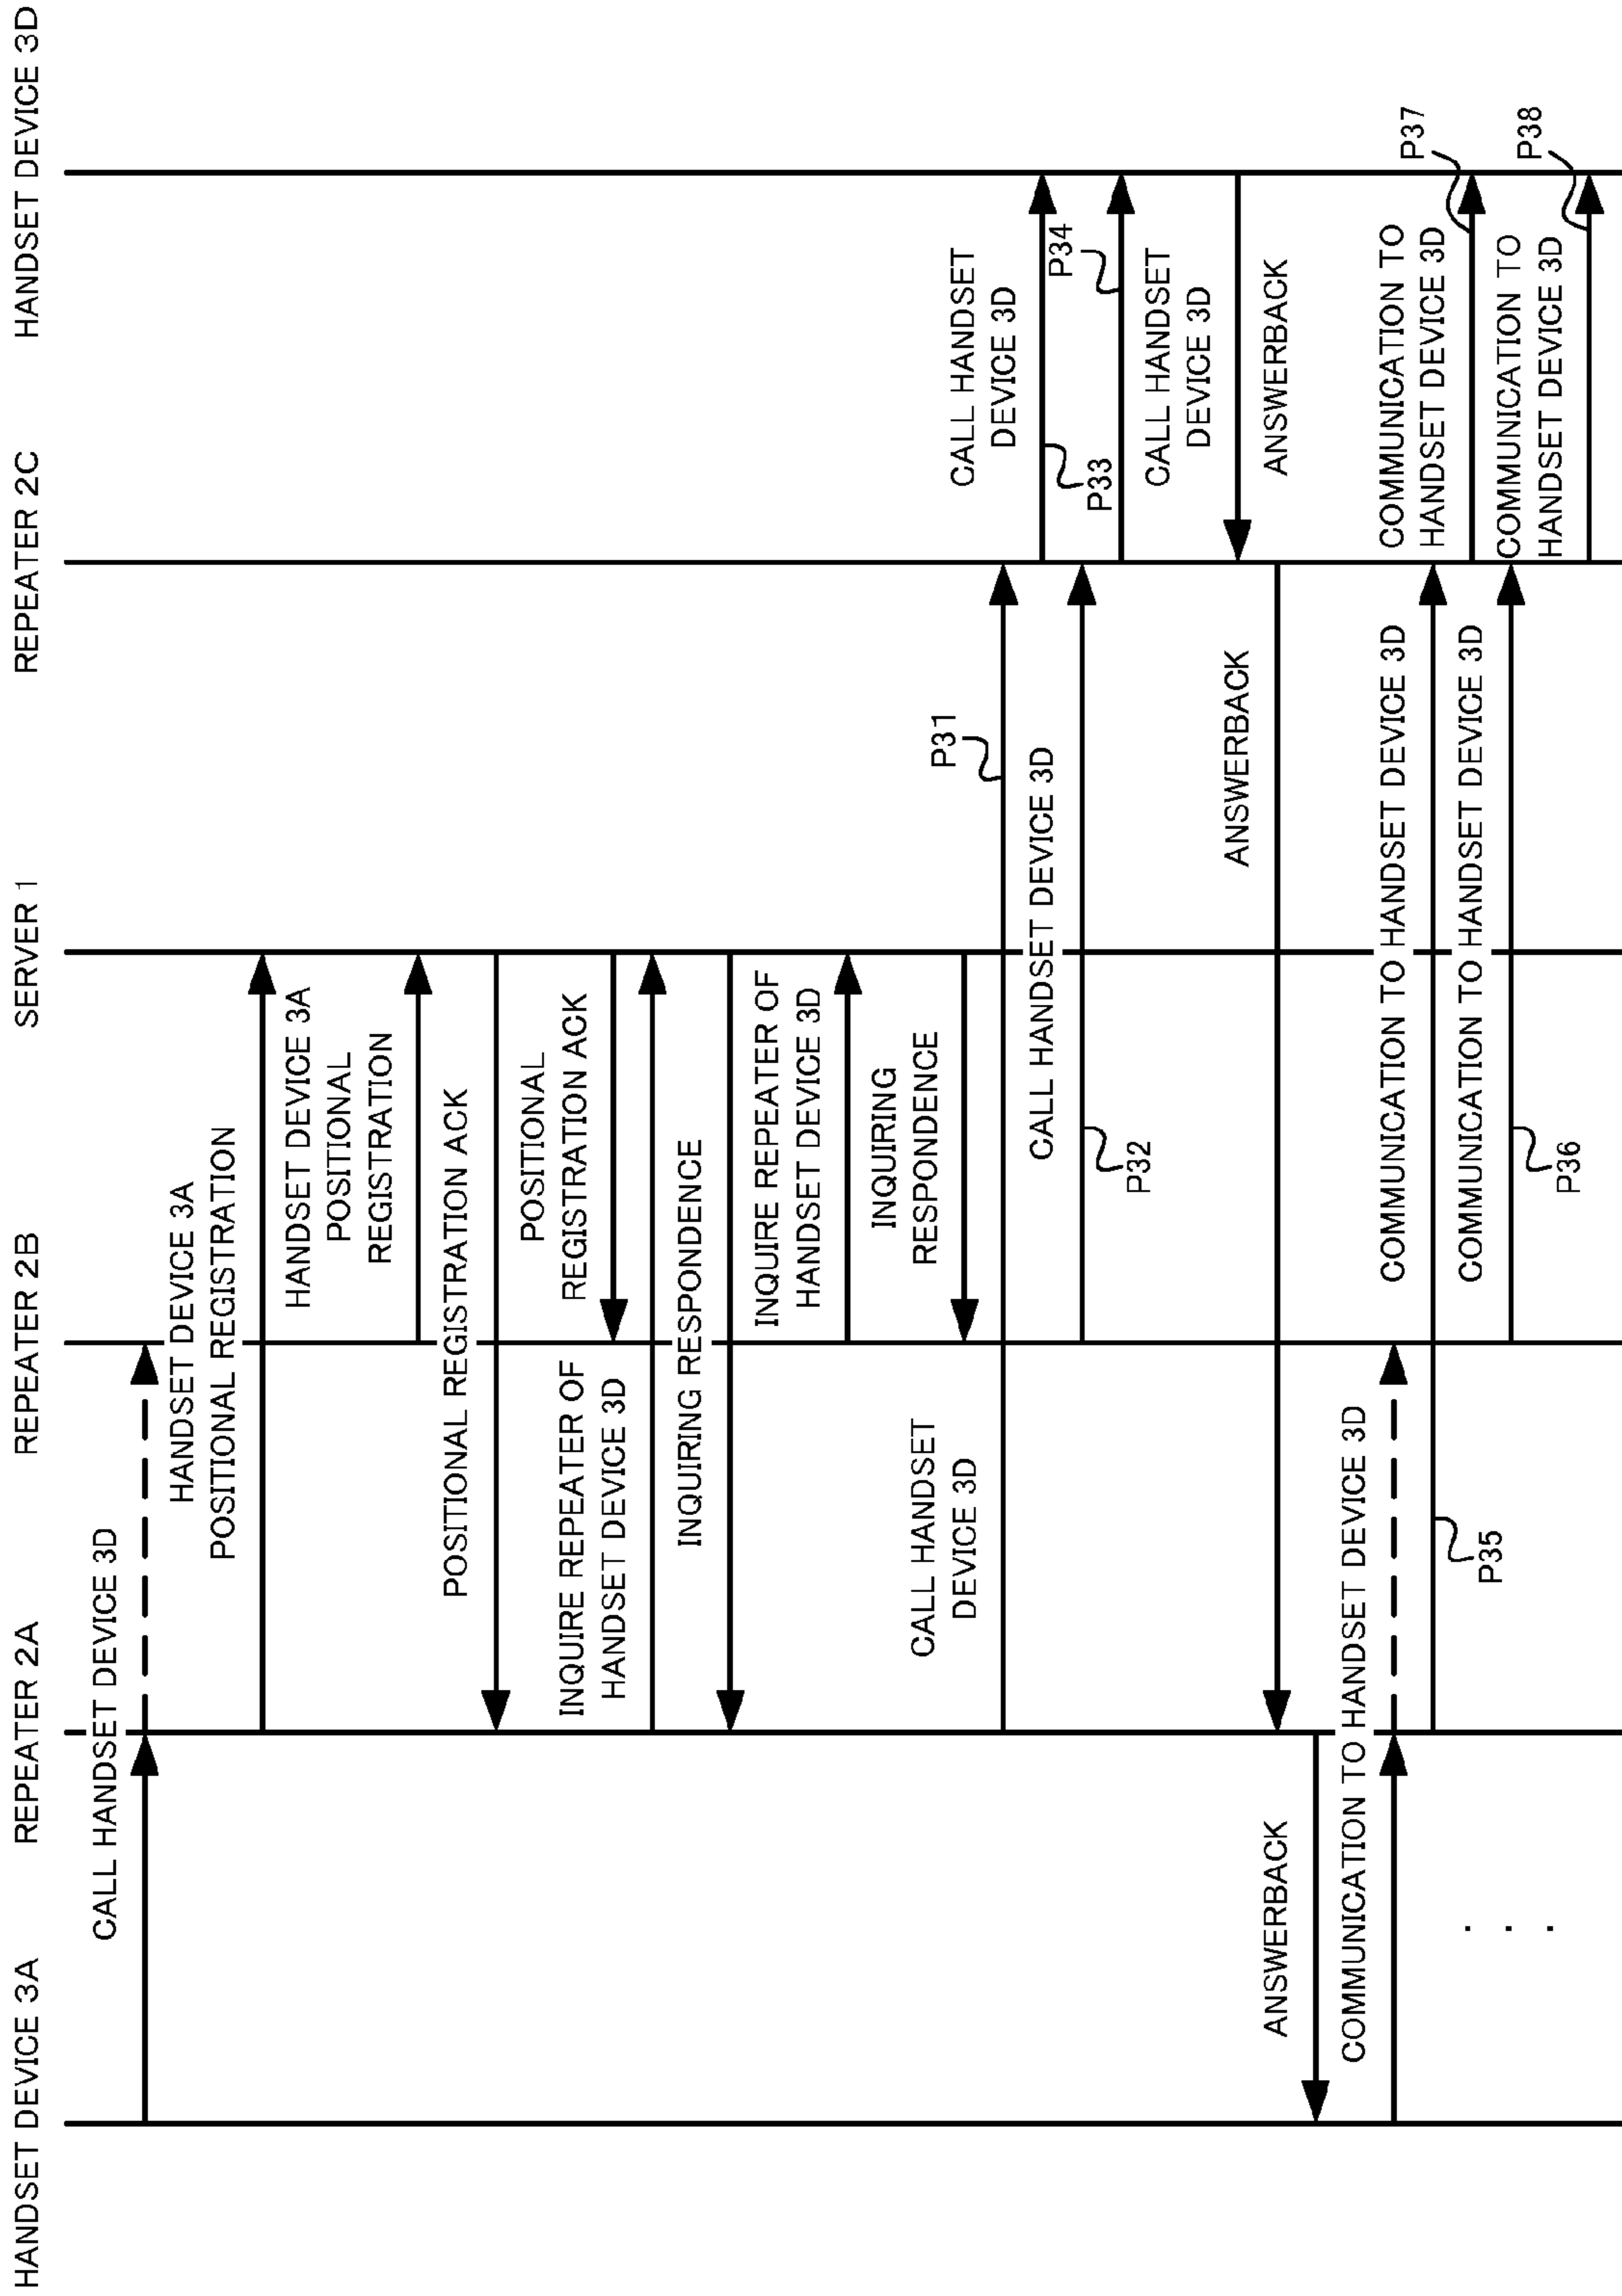 HANDSET DEVICE 3A
REPEATER 2A
REPEATER 2B
SERVER 1
REPEATER 2C
HANDSET DEVICE 3D
CALL HANDSET DEVICE 3D
HANDSET DEVICE 3A
POSITIONAL REGISTRATION
HANDSET DEVICE 3A
POSITIONAL
REGISTRATION
POSITIONAL REGISTRATION ACK
POSITIONAL
REGISTRATION ACK
INQUIRE REPEATER OF
HANDSET DEVICE 3D
INQUIRING RESPONDENCE
INQUIRE REPEATER OF
HANDSET DEVICE 3D
INQUIRING
RESPONDENCE
CALL HANDSET
DEVICE 3D
P31
CALL HANDSET
DEVICE 3D
P33
CALL HANDSET DEVICE 3D
P32
P34
CALL HANDSET
DEVICE 3D
ANSWERBACK
ANSWERBACK
ANSWERBACK
COMMUNICATION TO HANDSET DEVICE 3D
COMMUNICATION TO HANDSET DEVICE 3D
P35
COMMUNICATION TO
HANDSET DEVICE 3D
P37
COMMUNICATION TO HANDSET DEVICE 3D
P36
COMMUNICATION TO
HANDSET DEVICE 3D
P38
. . .